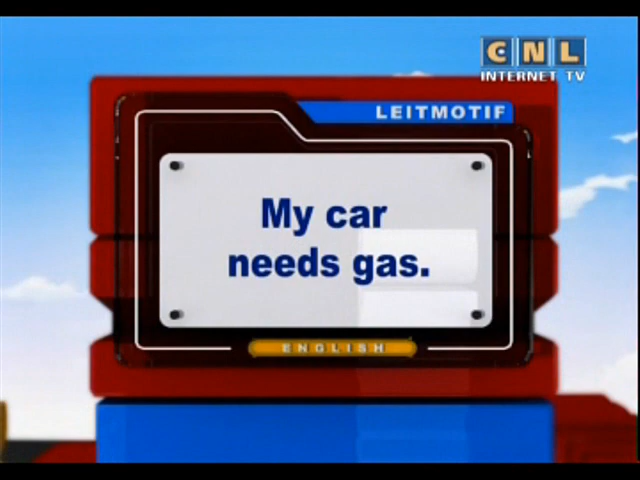 CNL
INTERNET TV
LEITMOTIF
My car
needs gas.
ENGLISH